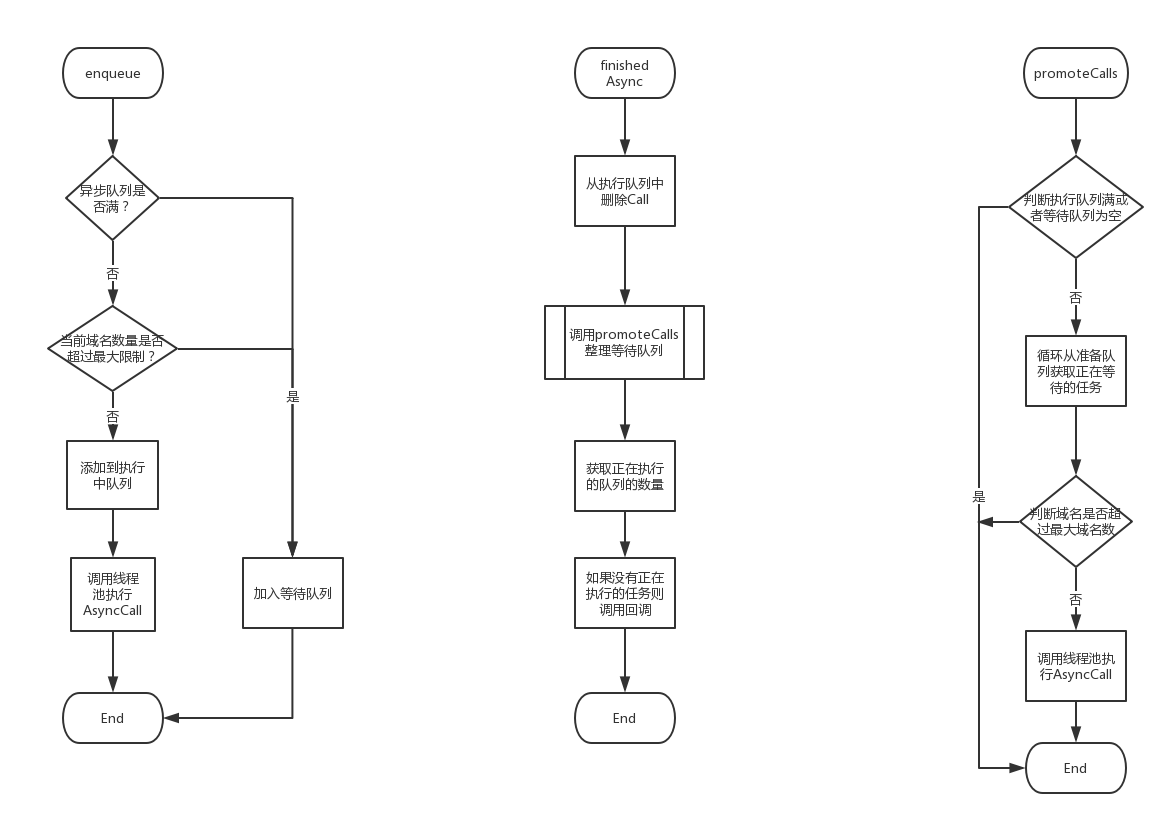 enqueue
异步队列是
否满？
否
当前域名数量是否
超过最大限制？
否
是
添加到执行
中队列
调用线程
池执行
AsyncCall
加入等待队列
End
finished
Async
从执行队列中
删除Call
调用promoteCalls
整理等待队列
获取正在执行
的队列的数量
如果没有正在
执行的任务则
调用回调
End
promoteCalls
判断执行队列满或
者等待队列为空
否
循环从准备队
列获取正在等
待的任务
是
判断域名是否超
过最大域名数
否
调用线程池执
行AsyncCall
End